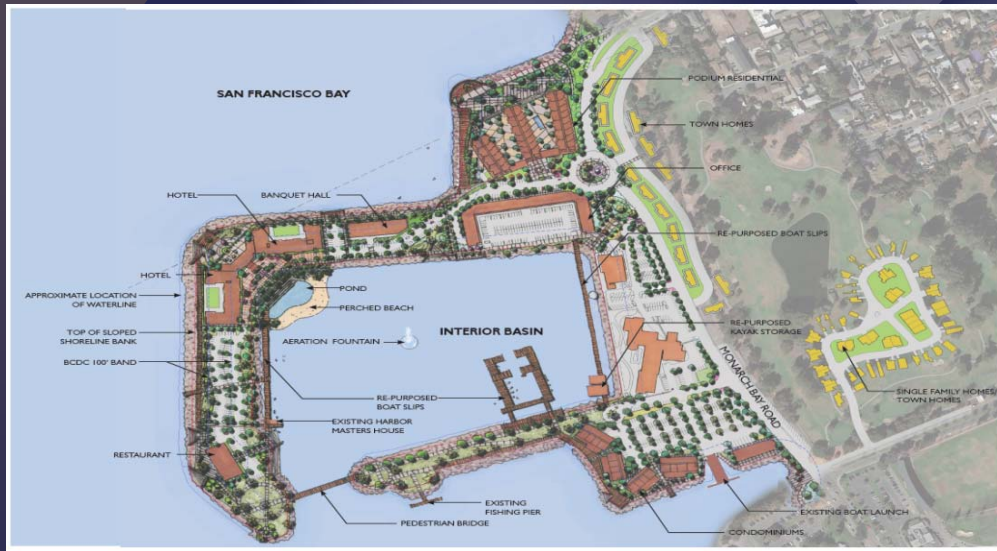 SAN FRANCISCO BAY
PODIUM RESIDENTIAL
TOWN HOMES
OFFICE
HOTEL
BANQUET HALL
RE-PURPOSED BOAT SLIPS
HOTEL
APPROXIMATE LOCATION
OF WATERLINE
POND
PERCHED BEACH
TOP OF SLOPED
SHORELINE BANK
AERATION FOUNTAIN
INTERIOR BASIN
RE-PURPOSED
KAYAK STORAGE
BCDC 100' BAND
MONARCH BAY ROAD
RE-PURPOSED
BOAT SLIPS
SINGLE FAMILY HOMES/
TOWN HOMES
EXISTING HARBOR
MASTERS HOUSE
RESTAURANT
EXISTING
FISHING PIER
PEDESTRIAN BRIDGE
EXISTING BOAT LAUNCH
CONDOMINIUMS